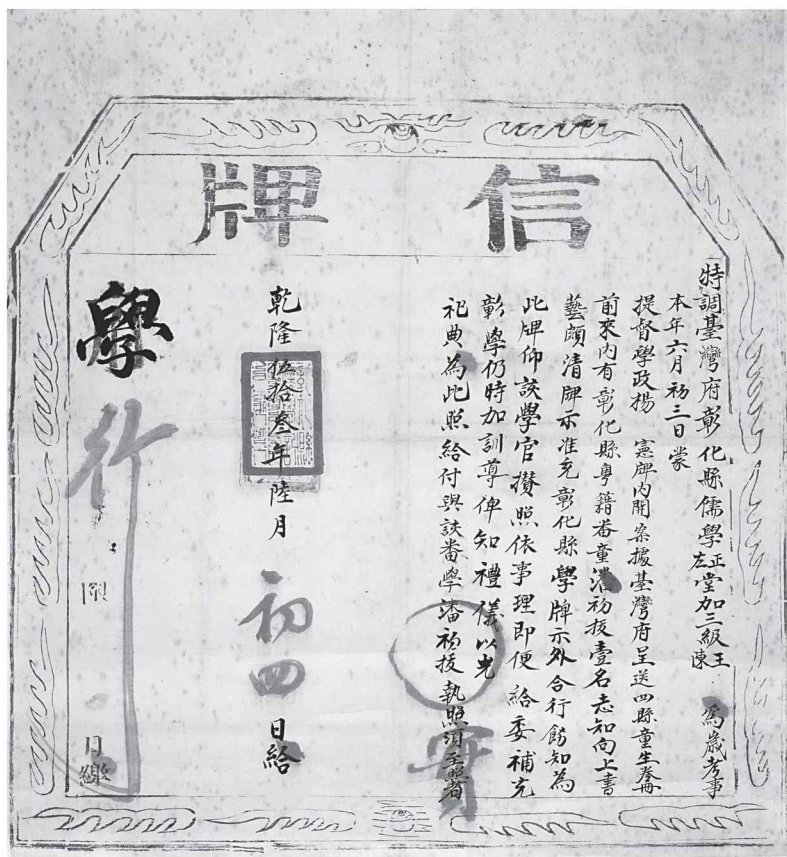 信牌
特調臺灣府彰化縣儒學正左堂加三級王陳 為歲考事
本年六月初三日蒙
提督學政楊 憲牌內開案據臺灣府呈送四縣童生拳冊
前來內有彰化縣粵籍番童潘初拔壹名志知向上書
藝頗清牌示准充彰化縣學牌示外合行飭知為
此牌仰該學官攢照依事理即便給委補充
彰學仍時加訓導俾知禮儀以光
祀典為此照給付與該番學潘初拔執照須至照者
實
乾隆伍拾叁年陸月初四日給
學行
限 日繳